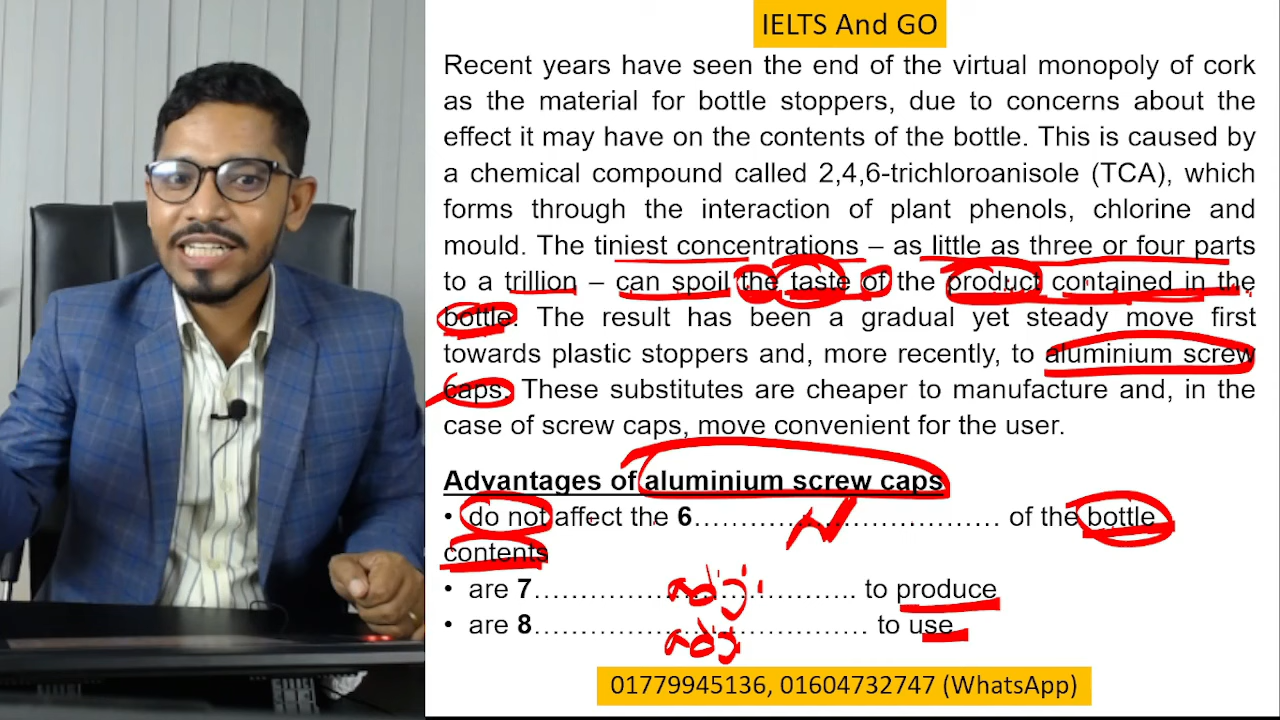 IELTS And GO
Recent years have seen the end of the virtual monopoly of cork
as the material for bottle stoppers, due to concerns about the
effect it may have on the contents of the bottle. This is caused by
a chemical compound called 2,4,6-trichloroanisole (TCA), which
forms through the interaction of plant phenols, chlorine and
mould. The tiniest concentrations – as little as three or four parts
to a trillion – can spoil the taste of the product contained in the
bottle. The result has been a gradual yet steady move first
towards plastic stoppers and, more recently, to aluminium screw
caps. These substitutes are cheaper to manufacture and, in the
case of screw caps, move convenient for the user.
Advantages of aluminium screw caps
• do not affect the 6………………………………… of the bottle
contents
• are 7………………………………… to produce
adj
• are 8………………………………… to use
adj
01779945136, 01604732747 (WhatsApp)